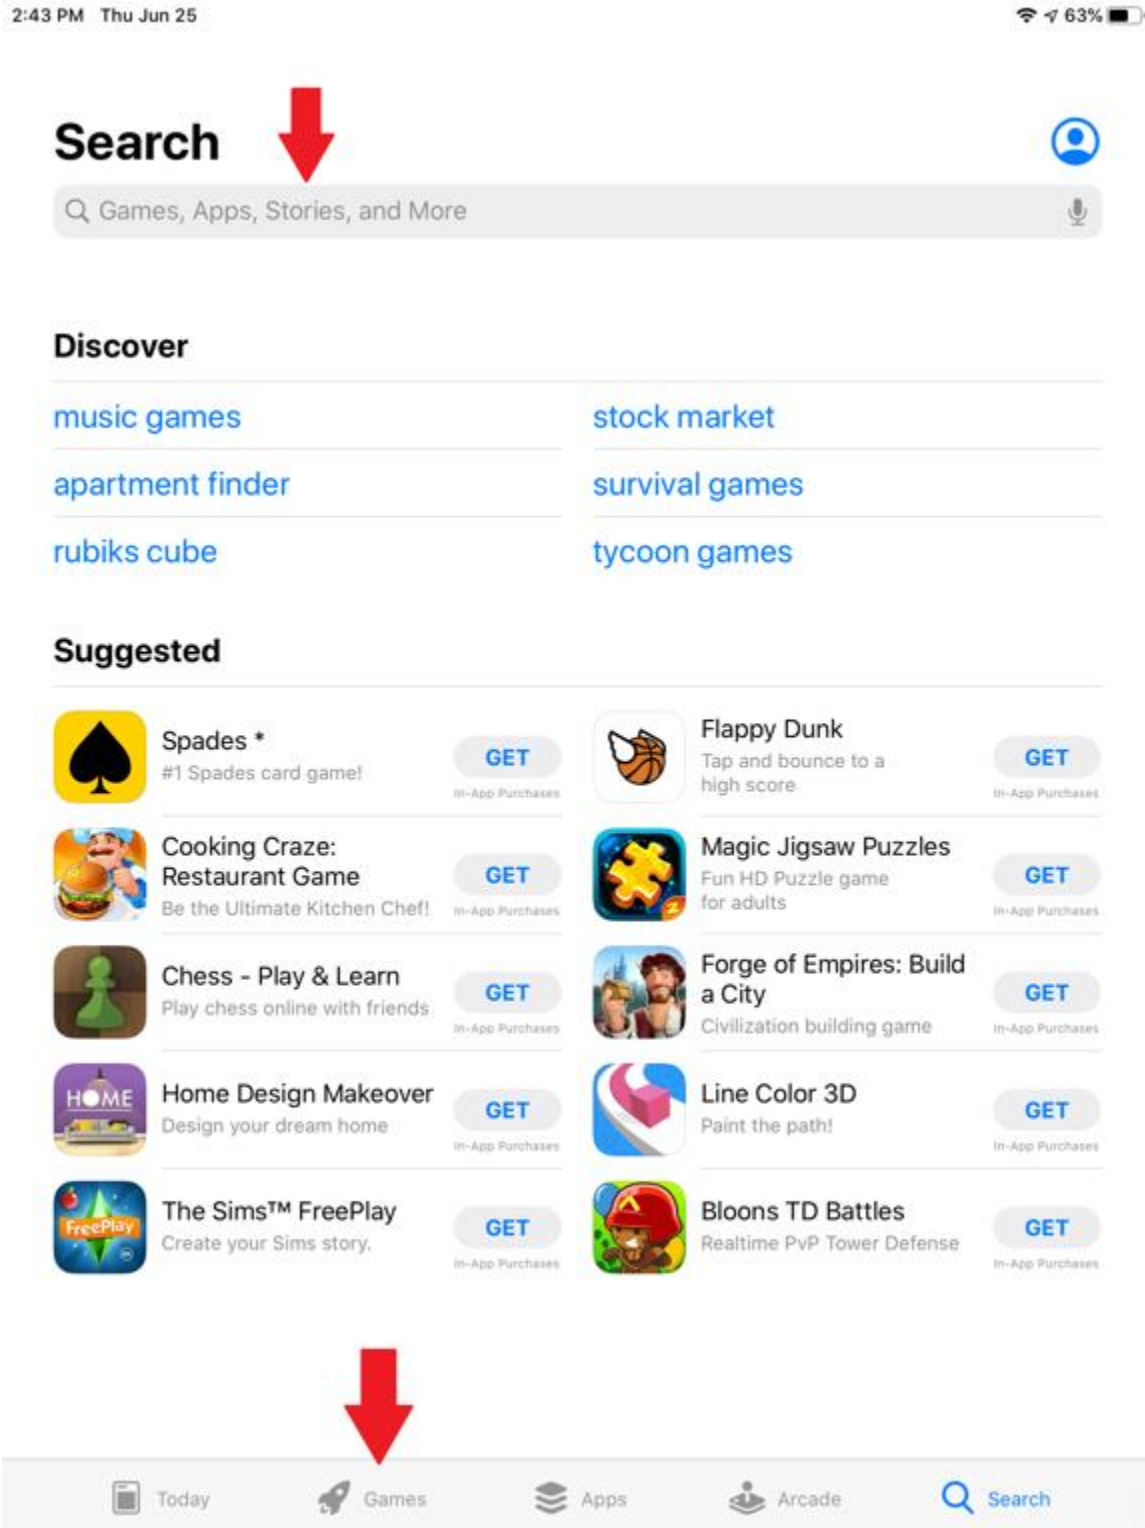 2:43 PM Thu Jun 25
63%
Search
Games, Apps, Stories, and More
Discover
music games
stock market
apartment finder
survival games
rubiks cube
tycoon games
Suggested
Spades *
#1 Spades card game!
GET
In-App Purchases
Flappy Dunk
Tap and bounce to a
high score
GET
In-App Purchases
Cooking Craze:
Restaurant Game
Be the Ultimate Kitchen Chef!
GET
In-App Purchases
Magic Jigsaw Puzzles
Fun HD Puzzle game
for adults
GET
In-App Purchases
2
Chess - Play & Learn
Play chess online with friends
GET
In-App Purchases
Forge of Empires: Build
a City
Civilization building game
GET
In-App Purchases
HOME
Home Design Makeover
Design your dream home
GET
In-App Purchases
Line Color 3D
Paint the path!
GET
In-App Purchases
FreePlay
The Sims™ FreePlay
Create your Sims story.
GET
In-App Purchases
Bloons TD Battles
Realtime PvP Tower Defense
GET
In-App Purchases
Today
Games
Apps
Arcade
Search